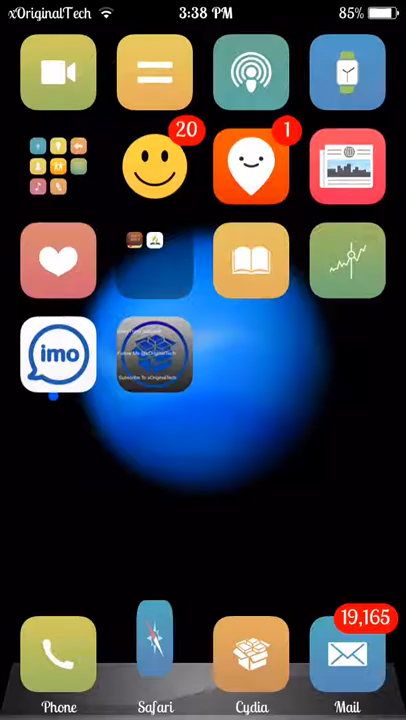 xOriginalTech 3:38 PM 85%
20 1
imo
Follow Me @xOriginalTech
Subscribe To xOriginalTech
19,165
Phone Safari Cydia Mail